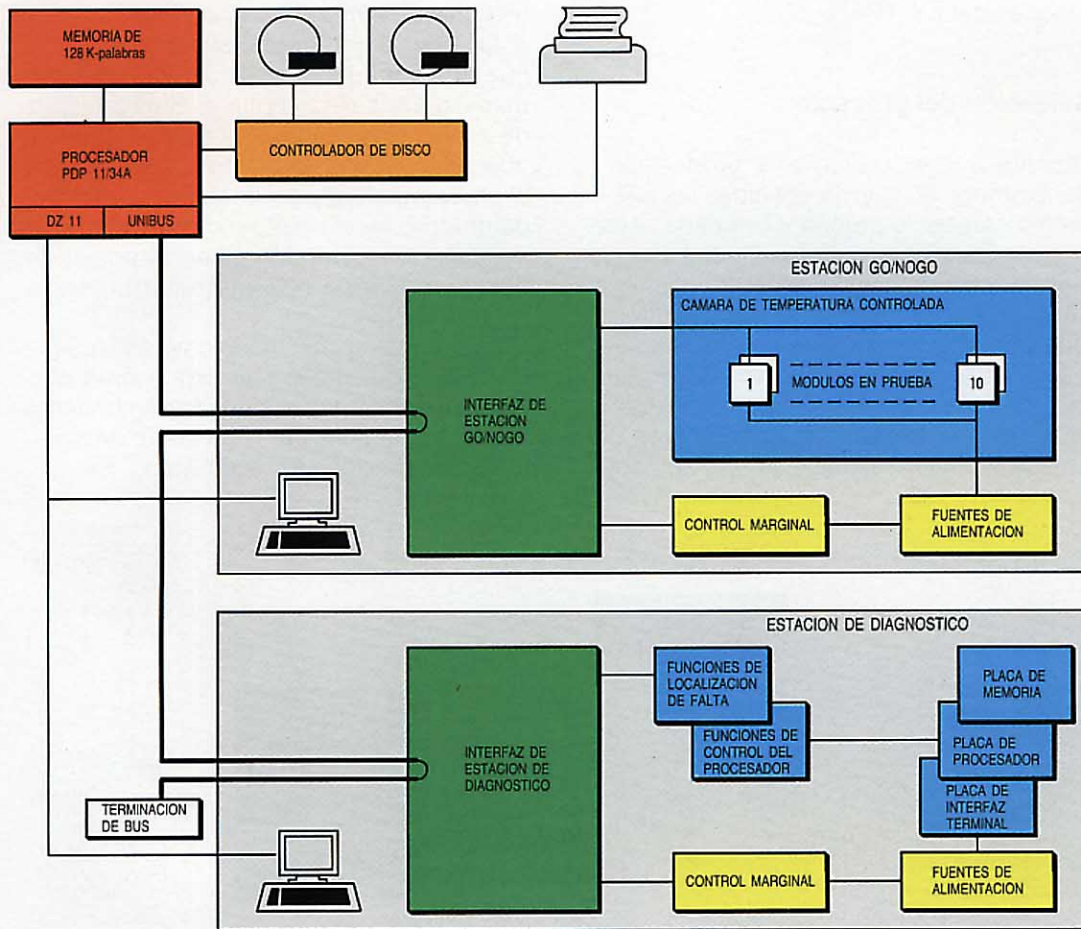 MEMORIA DE
128 K-palabras
PROCESADOR
PDP 11/34A
DZ 11
UNIBUS
CONTROLADOR DE DISCO
ESTACION GO/NOGO
CAMARA DE TEMPERATURA CONTROLADA
1
MODULOS EN PRUEBA
10
INTERFAZ DE
ESTACION
GO/NOGO
CONTROL MARGINAL
FUENTES DE
ALIMENTACION
ESTACION DE DIAGNOSTICO
FUNCIONES DE
LOCALIZACION
DE FALTA
FUNCIONES DE
CONTROL DEL
PROCESADOR
PLACA DE
MEMORIA
PLACA DE
PROCESADOR
PLACA DE
INTERFAZ
TERMINAL
INTERFAZ DE
ESTACION DE
DIAGNOSTICO
TERMINACION
DE BUS
CONTROL MARGINAL
FUENTES DE
ALIMENTACION